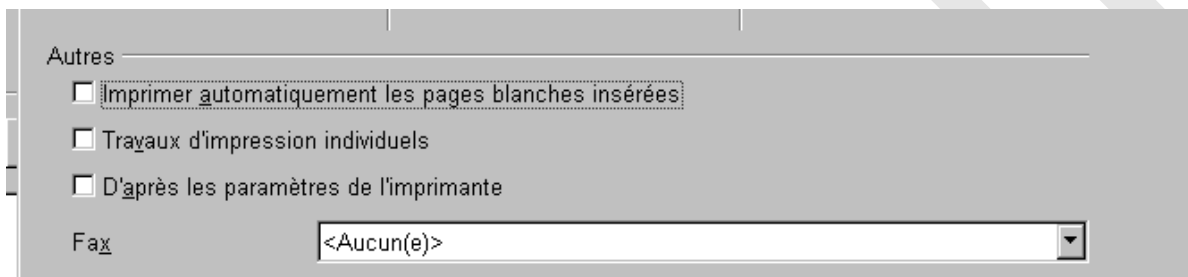 Autres
Imprimer automatiquement les pages blanches insérées
Travaux d'impression individuels
D'après les paramètres de l'imprimante
Fax <Aucun(e)>